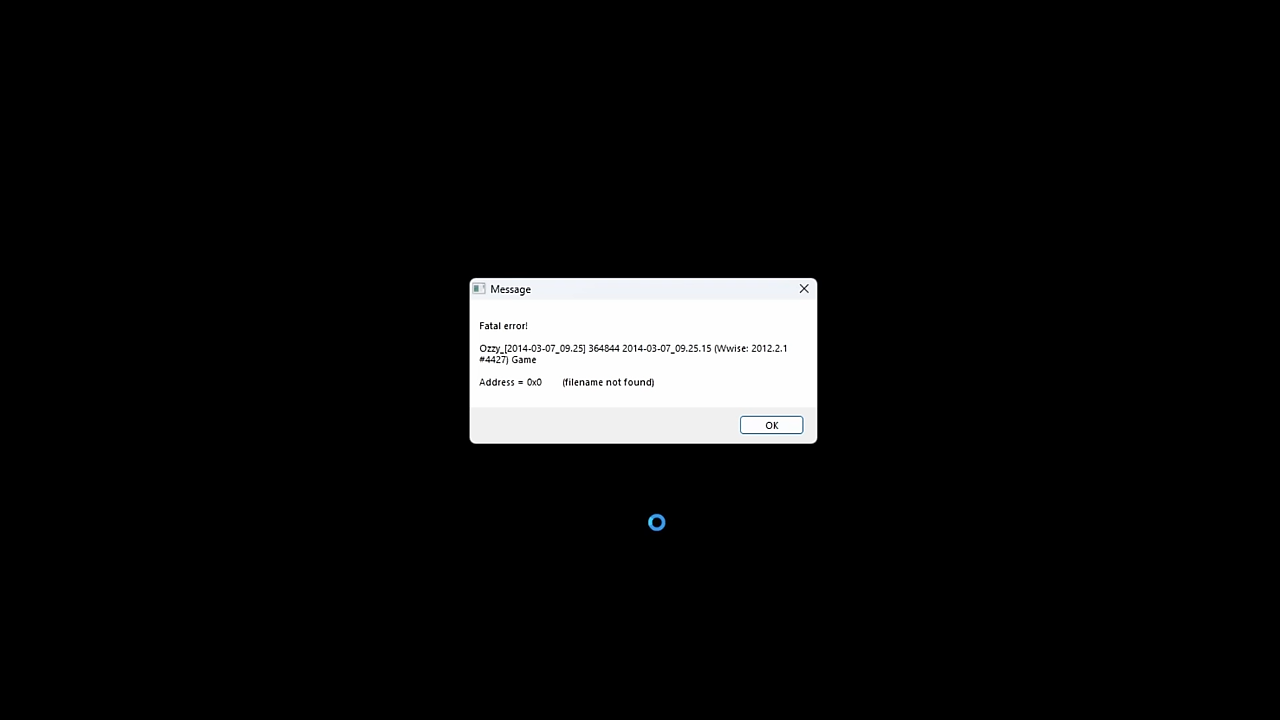 Message
Fatal error!
Ozzy_[2014-03-07_09.25] 364844 2014-03-07_09.25.15 (Wwise: 2012.2.1
#4427) Game
Address = 0x0 (filename not found)
OK